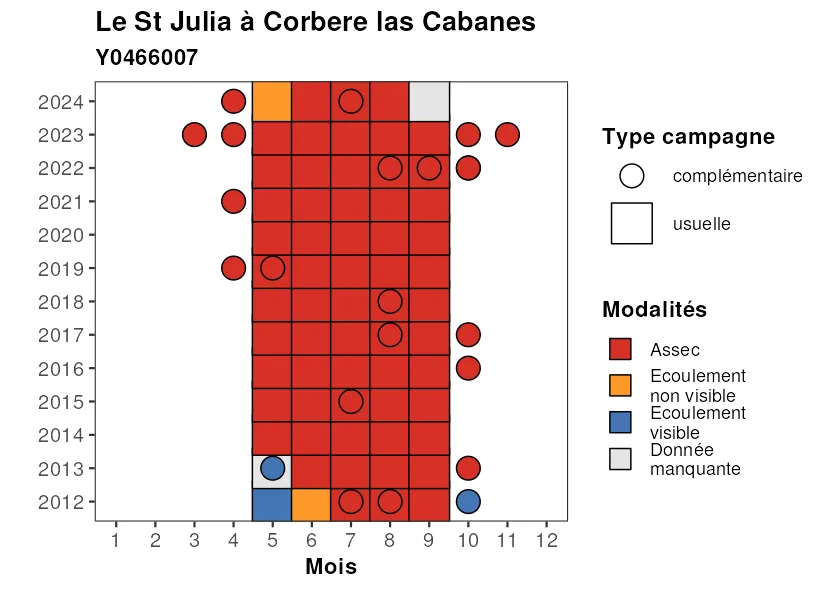 Le St Julia à Corbere las Cabanes
Y0466007
2024
2023
2022
2021
2020
2019
2018
2017
2016
2015
2014
2013
2012
1 2 3 4 5 6 7 8 9 10 11 12
Mois
Type campagne
complémentaire
usuelle
Modalités
Assec
Ecoulement
non visible
Ecoulement
visible
Donnée
manquante